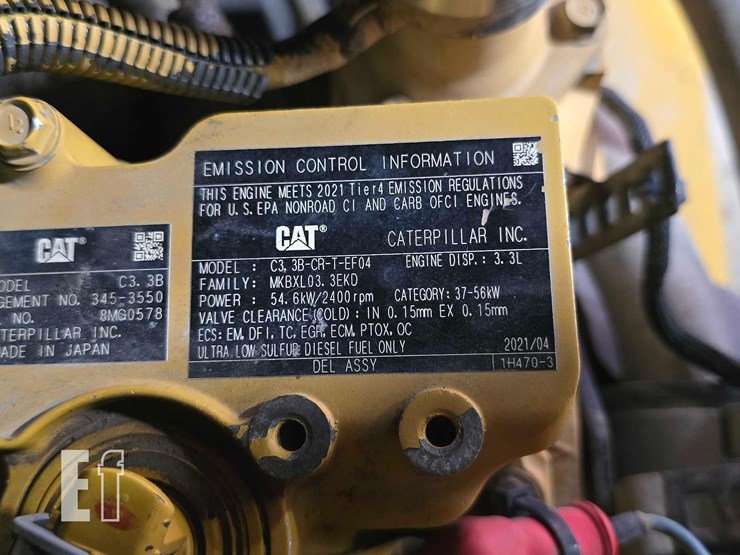 EMISSION CONTROL INFORMATION
THIS ENGINE MEETS 2021 Tier4 EMISSION REGULATIONS
FOR U.S. EPA NONROAD CI AND CARB OFCI ENGINES.
CAT® CATERPILLAR INC.
MODEL : C3.3B-CR-T-EF04 ENGINE DISP.: 3.3L
FAMILY: MKBXL03.3EKD
POWER : 54.6kW/2400rpm CATEGORY: 37-56kW
VALVE CLEARANCE(COLD): IN 0.15mm EX 0.15mm
ECS: EM, DFI, TC, EGR, ECM, PTOX, OC
ULTRA LOW SULFUR DIESEL FUEL ONLY 2021/04
DEL ASSY 1H470-3
CAT®
ODEL C3.3B
GEMENT NO. 345-3550
NO. 8MG0578
TERPILLAR INC.
ADE IN JAPAN
Ef